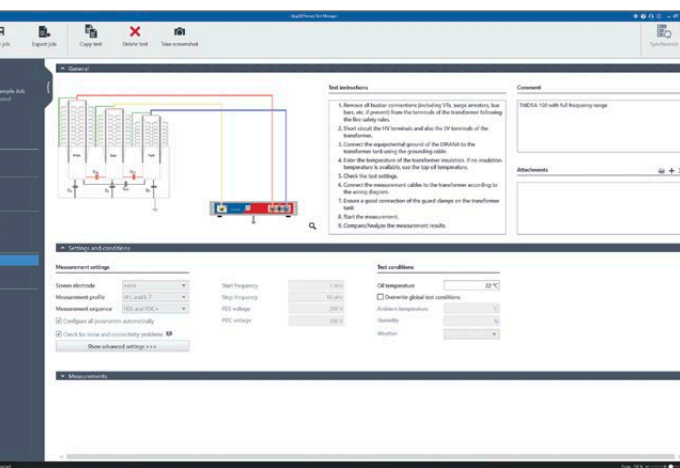 Primary Test Manager
Export job
Copy test
Delete test
Take screenshot
Synchronize
General
Test instructions
Comment
1. Remove all busbar connections (including VTs, surge arrestors, bus
bars, etc. if present) from the terminals of the transformer following
the five safety rules.
2. Short circuit the HV terminals and also the LV terminals of the
transformer.
3. Connect the equipotential ground of the DIRANA to the
transformer tank using the grounding cable.
4. Enter the temperature of the transformer insulation. If no insulation
temperature is available, use the top oil temperature.
5. Check the test settings.
6. Connect the measurement cables to the transformer according to
the wiring diagram.
7. Ensure a good connection of the guard clamps on the transformer
tank
8. Start the measurement.
9. Compare/Analyze the measurement results.
100 with full frequency range
Attachments
Settings and conditions
Measurement settings
Test conditions
Screen electrode
Start frequency
Oil temperature
22 °C
Measurement profile
Stop frequency
Overwrite global test conditions
Measurement sequence
FDS and PDC+
FDS voltage
200 V
Ambient temperature
°C
Configure all parameters automatically
PDC voltage
200 V
Humidity
%
Check for noise and connectivity problems
Weather
Show advanced settings >>>
Measurements